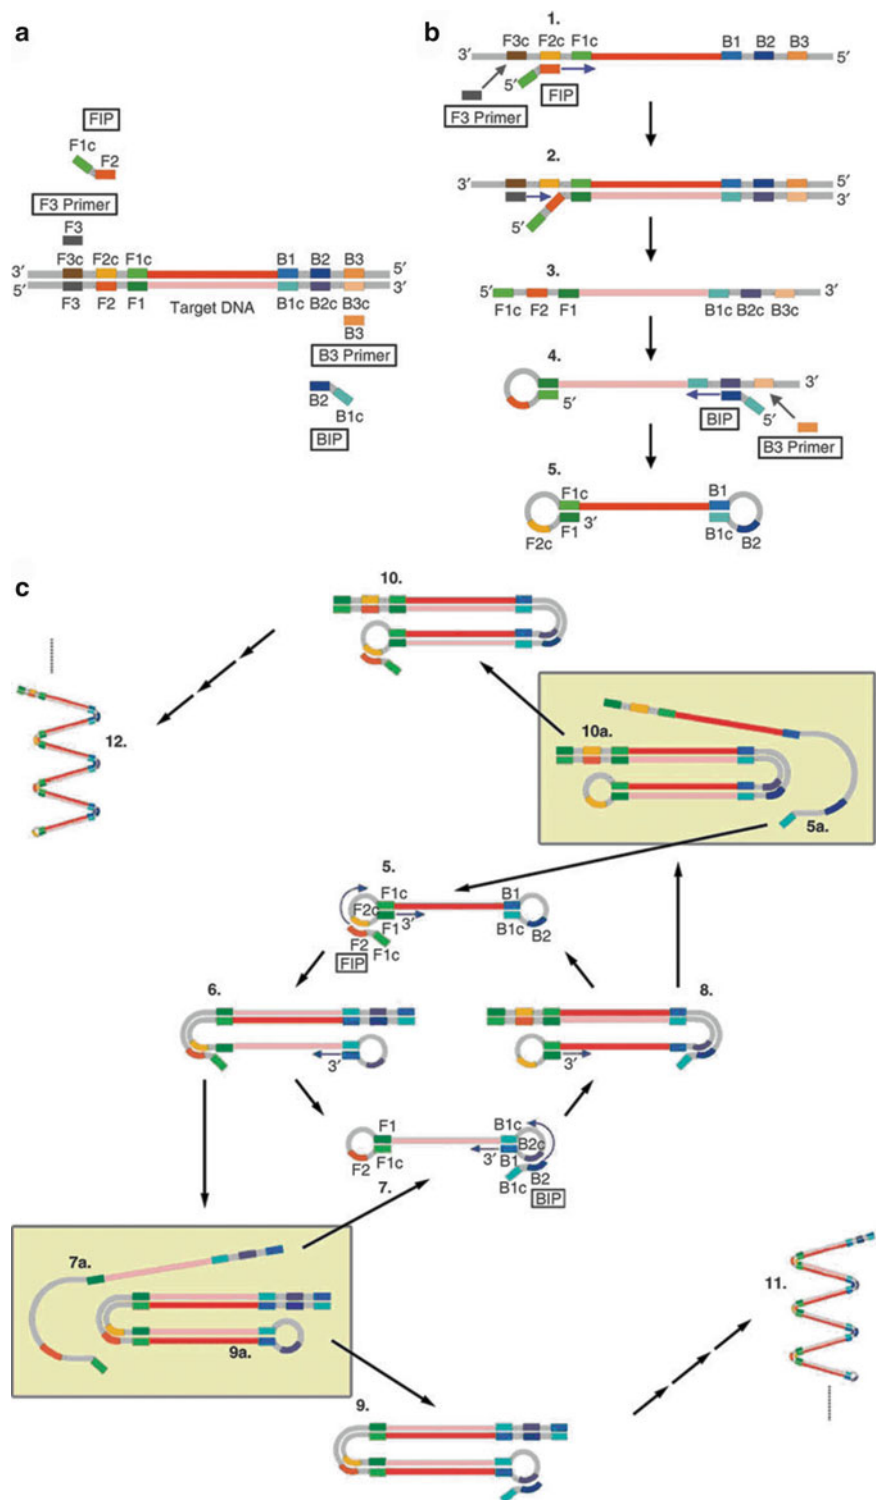 a
FIP
F1c
F2
F3 Primer
F3
F3c F2c F1c B1 B2 B3
3′ 5′
5′ 3′
F3 F2 F1 Target DNA B1c B2c B3c
B3
B3 Primer
B2
B1c
BIP
b
1.
F3c F2c F1c B1 B2 B3
3′ 5′
5′
FIP
F3 Primer
2.
3′ 5′
3′
5′
3.
5′ 3′
F1c F2 F1 B1c B2c B3c
4.
3′
5′
BIP 5′
B3 Primer
5.
F1c B1
3′
F2c F1 B1c B2
c
10.
12.
10a.
5a.
5.
F1c B1
F2c
F1 3′ B1c B2
F2 F1c
FIP
6.
3′
8.
3′
F1 B1c
B2c
F2 F1c 3′ B1
B1c B2
BIP
7.
7a.
9a.
11.
9.